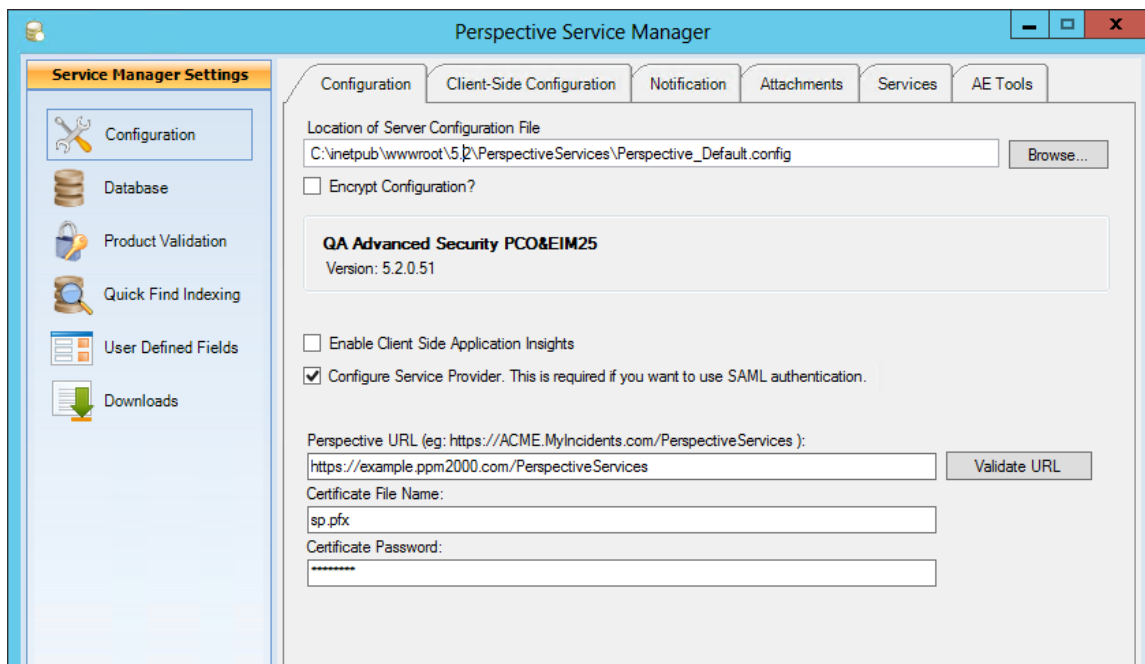 Perspective Service Manager
Service Manager Settings
Configuration
Database
Product Validation
Quick Find Indexing
User Defined Fields
Downloads
Configuration Client-Side Configuration Notification Attachments Services AE Tools
Location of Server Configuration File
C:\inetpub\wwwroot\5.2\PerspectiveServices\Perspective_Default.config Browse...
Encrypt Configuration?
QA Advanced Security PCO&EIM25
Version: 5.2.0.51
Enable Client Side Application Insights
Configure Service Provider. This is required if you want to use SAML authentication.
Perspective URL (eg: https://ACME.MyIncidents.com/PerspectiveServices ):
https://example.ppm2000.com/PerspectiveServices Validate URL
Certificate File Name:
sp.pfx
Certificate Password:
********